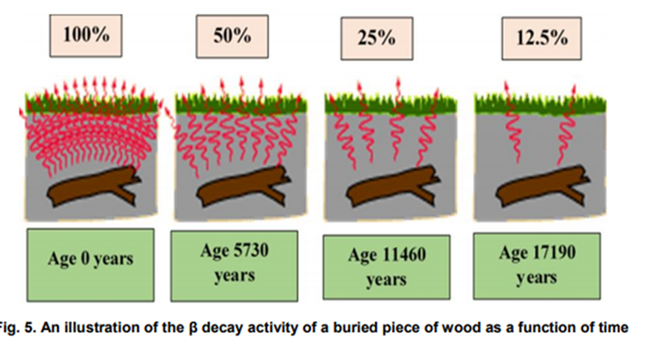 100%
50%
25%
12.5%
Age 0 years
Age 5730
years
Age 11460
years
Age 17190
years
Fig. 5. An illustration of the β decay activity of a buried piece of wood as a function of time